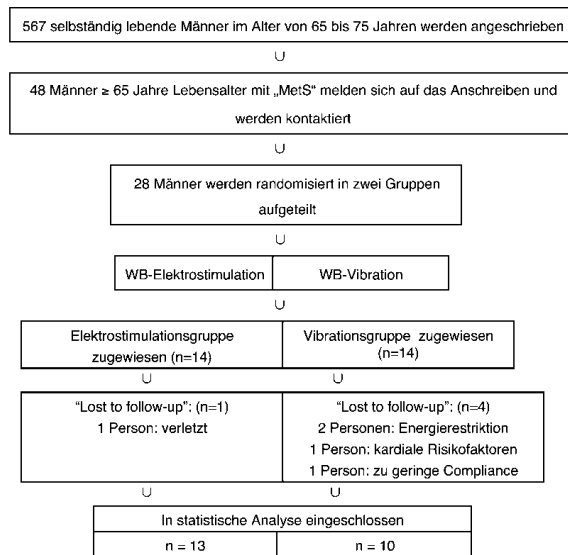 567 selbständig lebende Männer im Alter von 65 bis 75 Jahren werden angeschrieben
∪
48 Männer ≥ 65 Jahre Lebensalter mit „MetS“ melden sich auf das Anschreiben und
werden kontaktiert
∪
28 Männer werden randomisiert in zwei Gruppen
aufgeteilt
∪
WB-Elektrostimulation WB-Vibration
∪
Elektrostimulationsgruppe
zugewiesen (n=14)
Vibrationsgruppe zugewiesen
(n=14)
∪ ∪
“Lost to follow-up”: (n=1)
1 Person: verletzt
“Lost to follow-up”: (n=4)
2 Personen: Energierestriktion
1 Person: kardiale Risikofaktoren
1 Person: zu geringe Compliance
∪ ∪
In statistische Analyse eingeschlossen
n = 13 n = 10